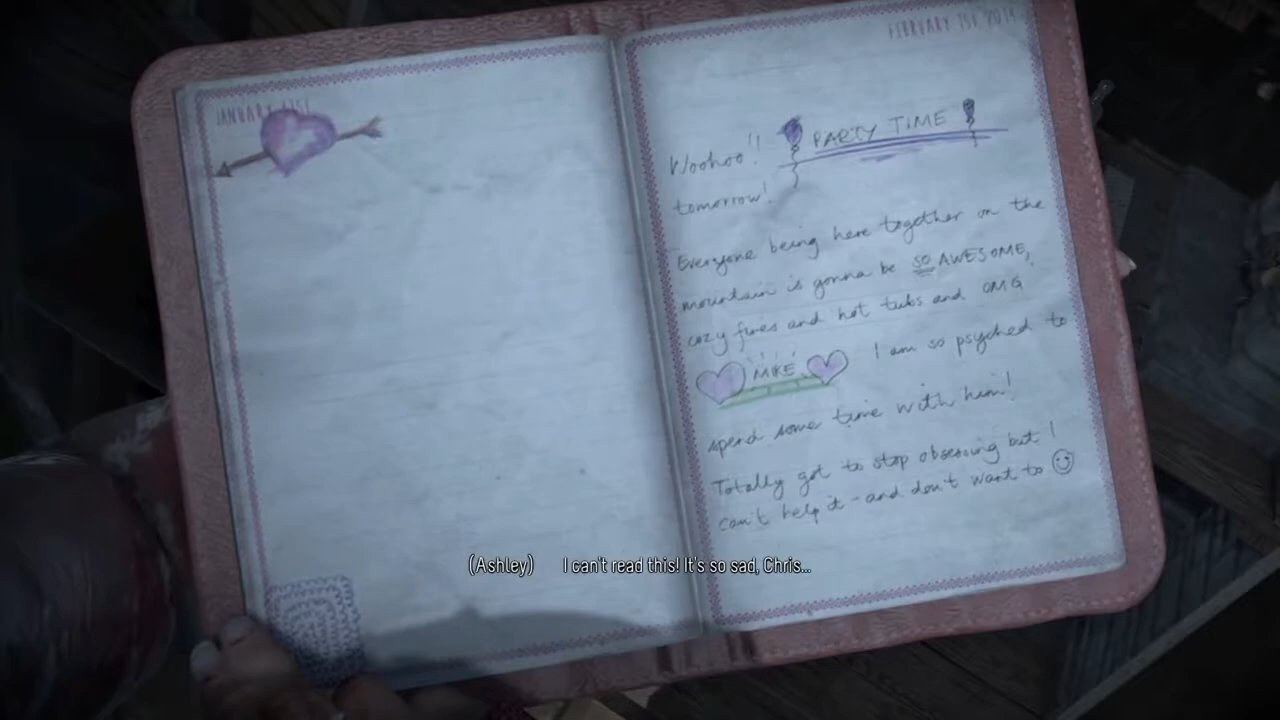 JANUARY 31ST
FEBRUARY 1ST, 2014
Woohoo!! PARTY TIME
tomorrow!
Everyone being here together on the
mountain is gonna be SO AWESOME,
cozy fires and hot tubs and OMG
MIKE I am so psyched to
spend some time with him!
Totally got to stop obsessing but I
can't help it - and don't want to
(Ashley) I can't read this! It's so sad, Chris...